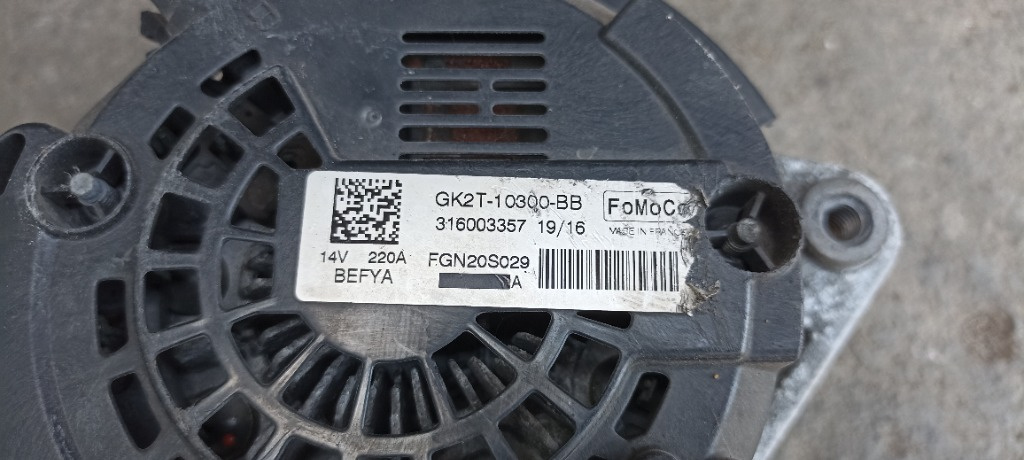 GK2T-10300-BB FoMoCo
316003357 19/16 MADE IN FRANCE
14V 220A FGN20S029
BEFYA A